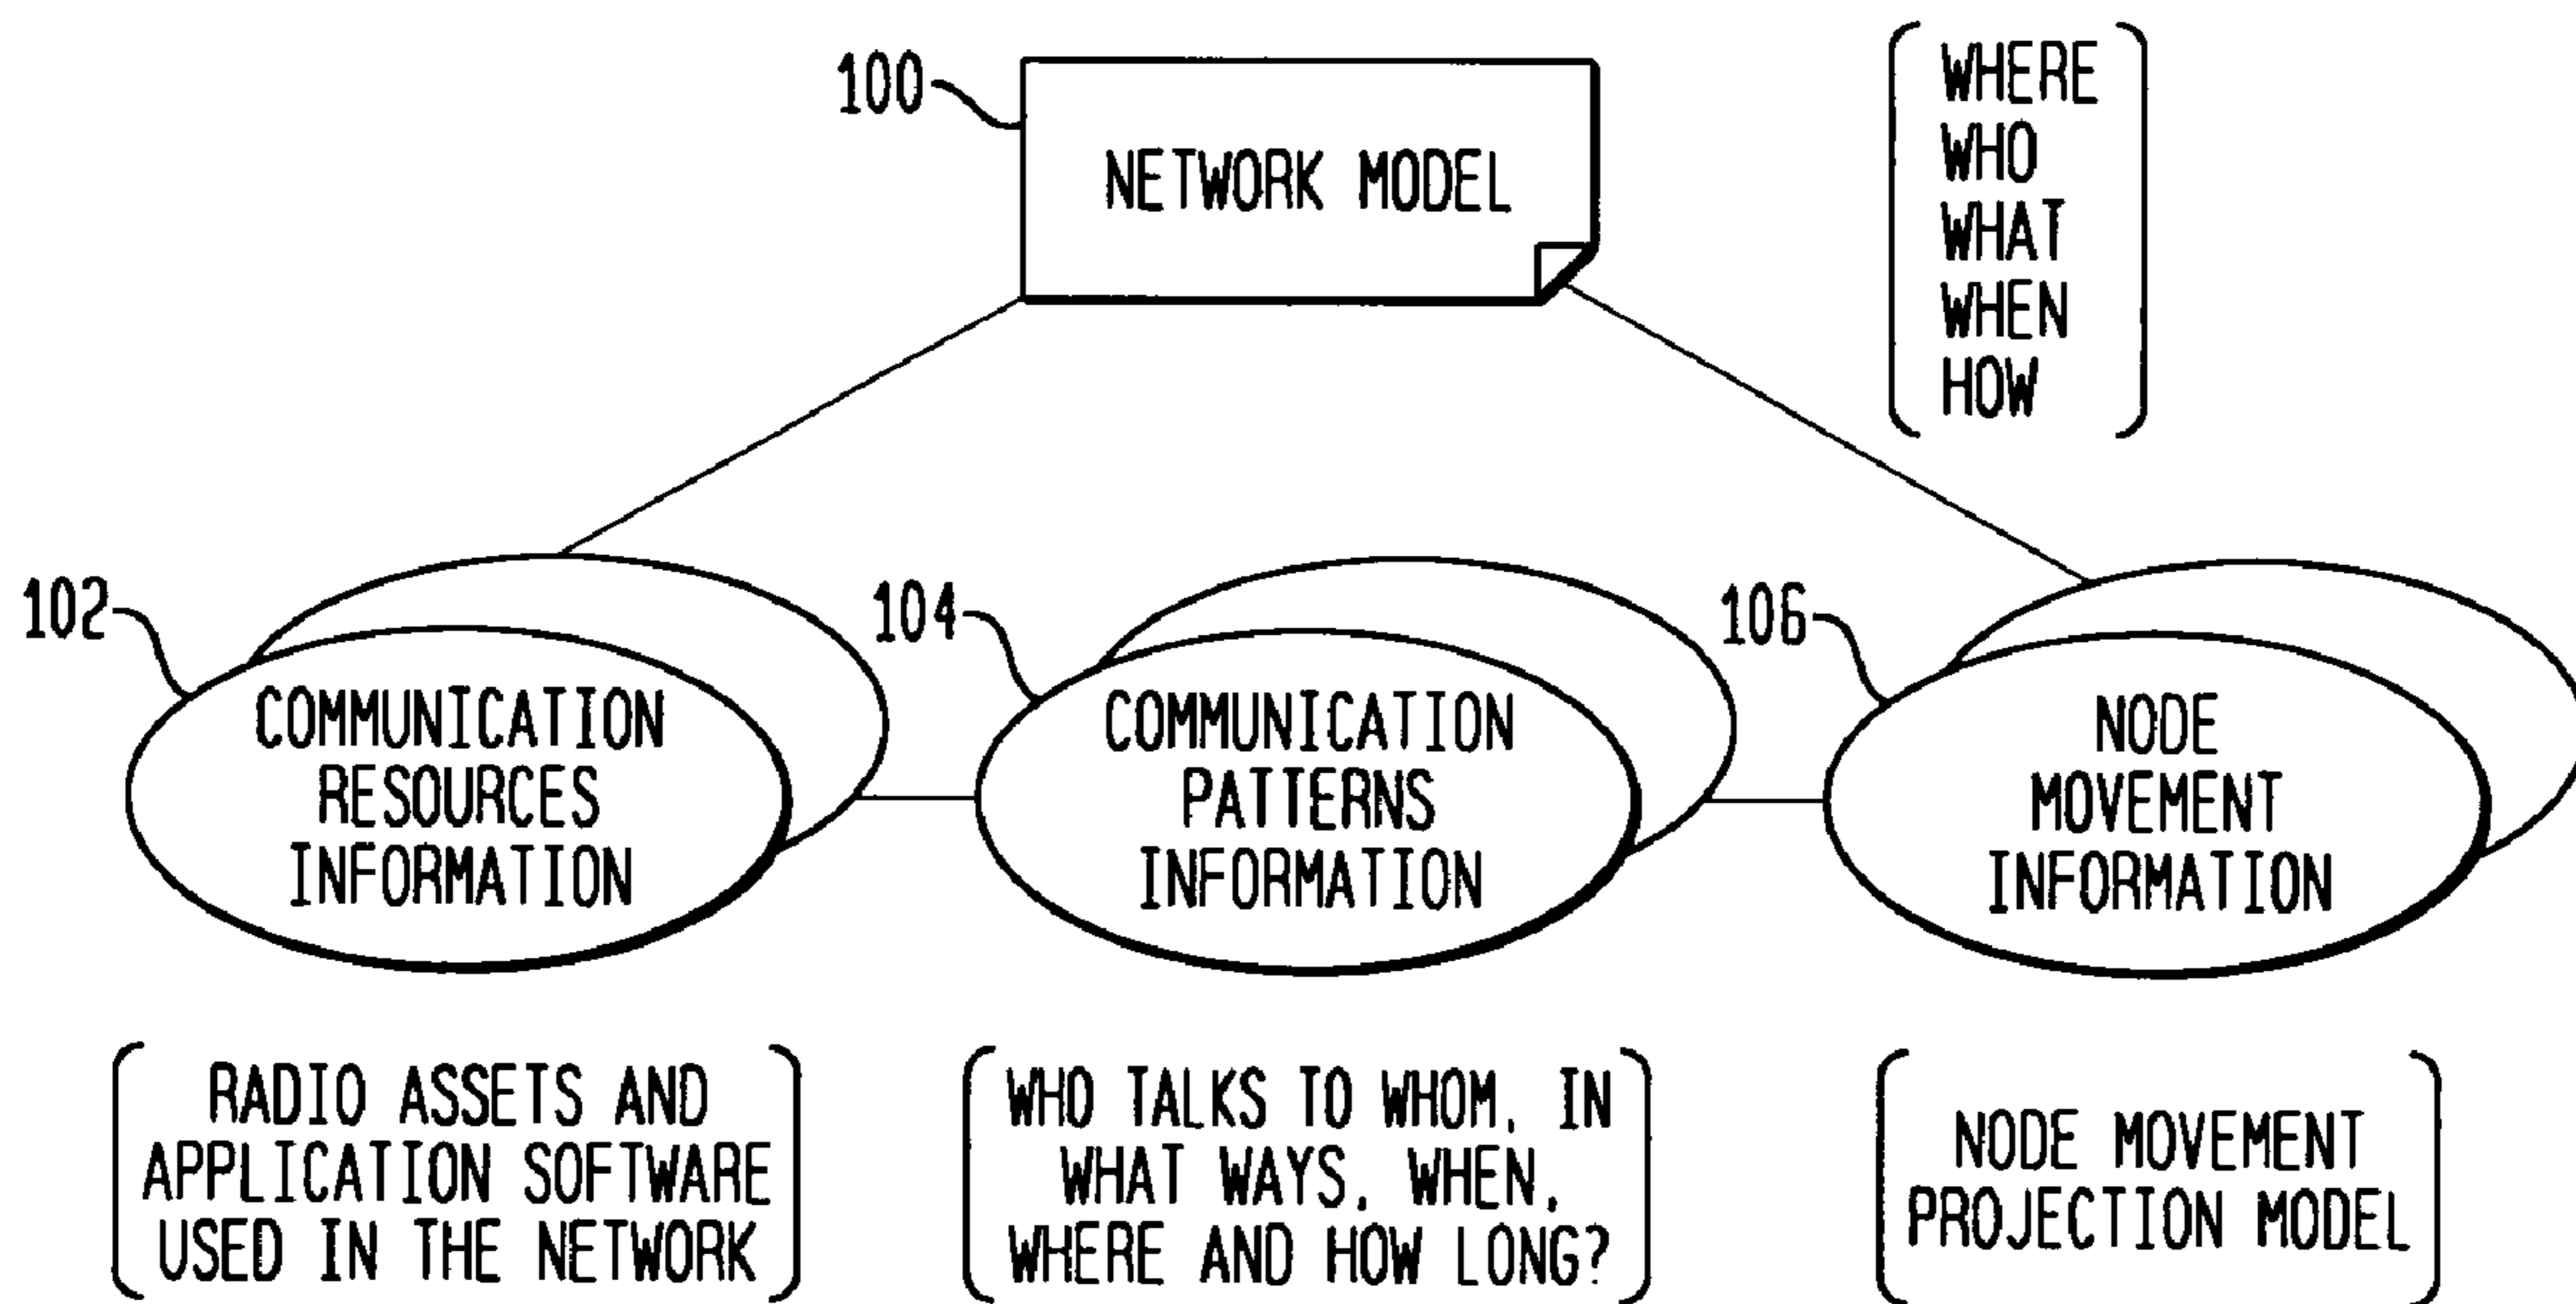 100
NETWORK MODEL
WHERE
WHO
WHAT
WHEN
HOW
102
COMMUNICATION
RESOURCES
INFORMATION
104
COMMUNICATION
PATTERNS
INFORMATION
106
NODE
MOVEMENT
INFORMATION
RADIO ASSETS AND
APPLICATION SOFTWARE
USED IN THE NETWORK
WHO TALKS TO WHOM, IN
WHAT WAYS, WHEN,
WHERE AND HOW LONG?
NODE MOVEMENT
PROJECTION MODEL